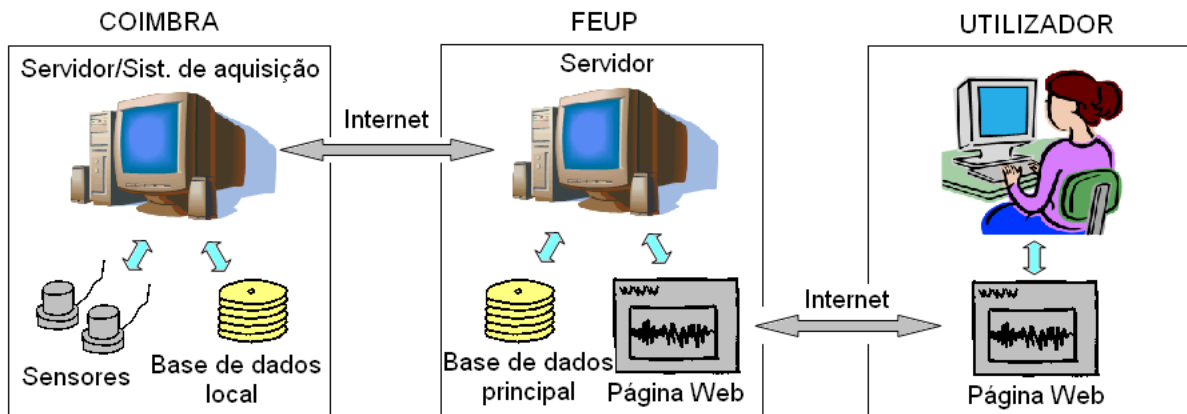 COIMBRA
Servidor/Sist. de aquisição
Sensores
Base de dados
local
Internet
FEUP
Servidor
Base de dados
principal
www
Página Web
Internet
UTILIZADOR
www
Página Web